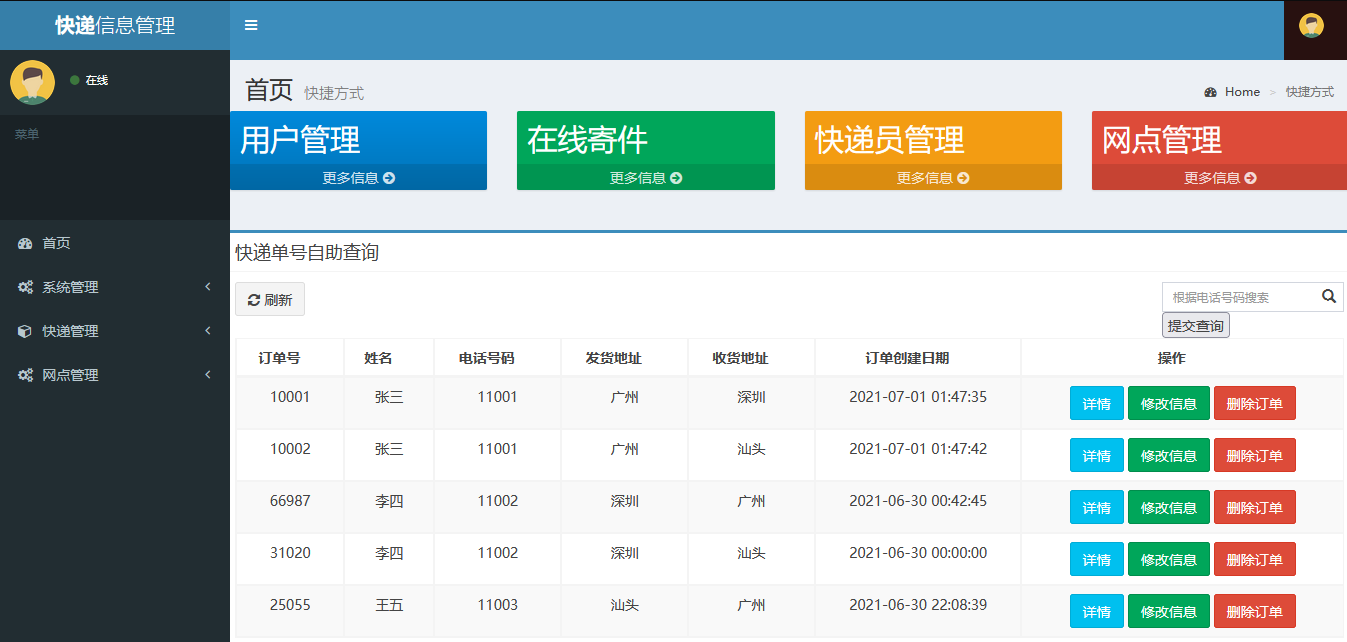 快递信息管理
在线
菜单
首页
系统管理
快递管理
网点管理
首页 快捷方式
Home > 快捷方式
用户管理
更多信息
在线寄件
更多信息
快递员管理
更多信息
网点管理
更多信息
快递单号自助查询
刷新
根据电话号码搜索
提交查询
订单号 姓名 电话号码 发货地址 收货地址 订单创建日期 操作
10001 张三 11001 广州 深圳 2021-07-01 01:47:35 详情 修改信息 删除订单
10002 张三 11001 广州 汕头 2021-07-01 01:47:42 详情 修改信息 删除订单
66987 李四 11002 深圳 广州 2021-06-30 00:42:45 详情 修改信息 删除订单
31020 李四 11002 深圳 汕头 2021-06-30 00:00:00 详情 修改信息 删除订单
25055 王五 11003 汕头 广州 2021-06-30 22:08:39 详情 修改信息 删除订单